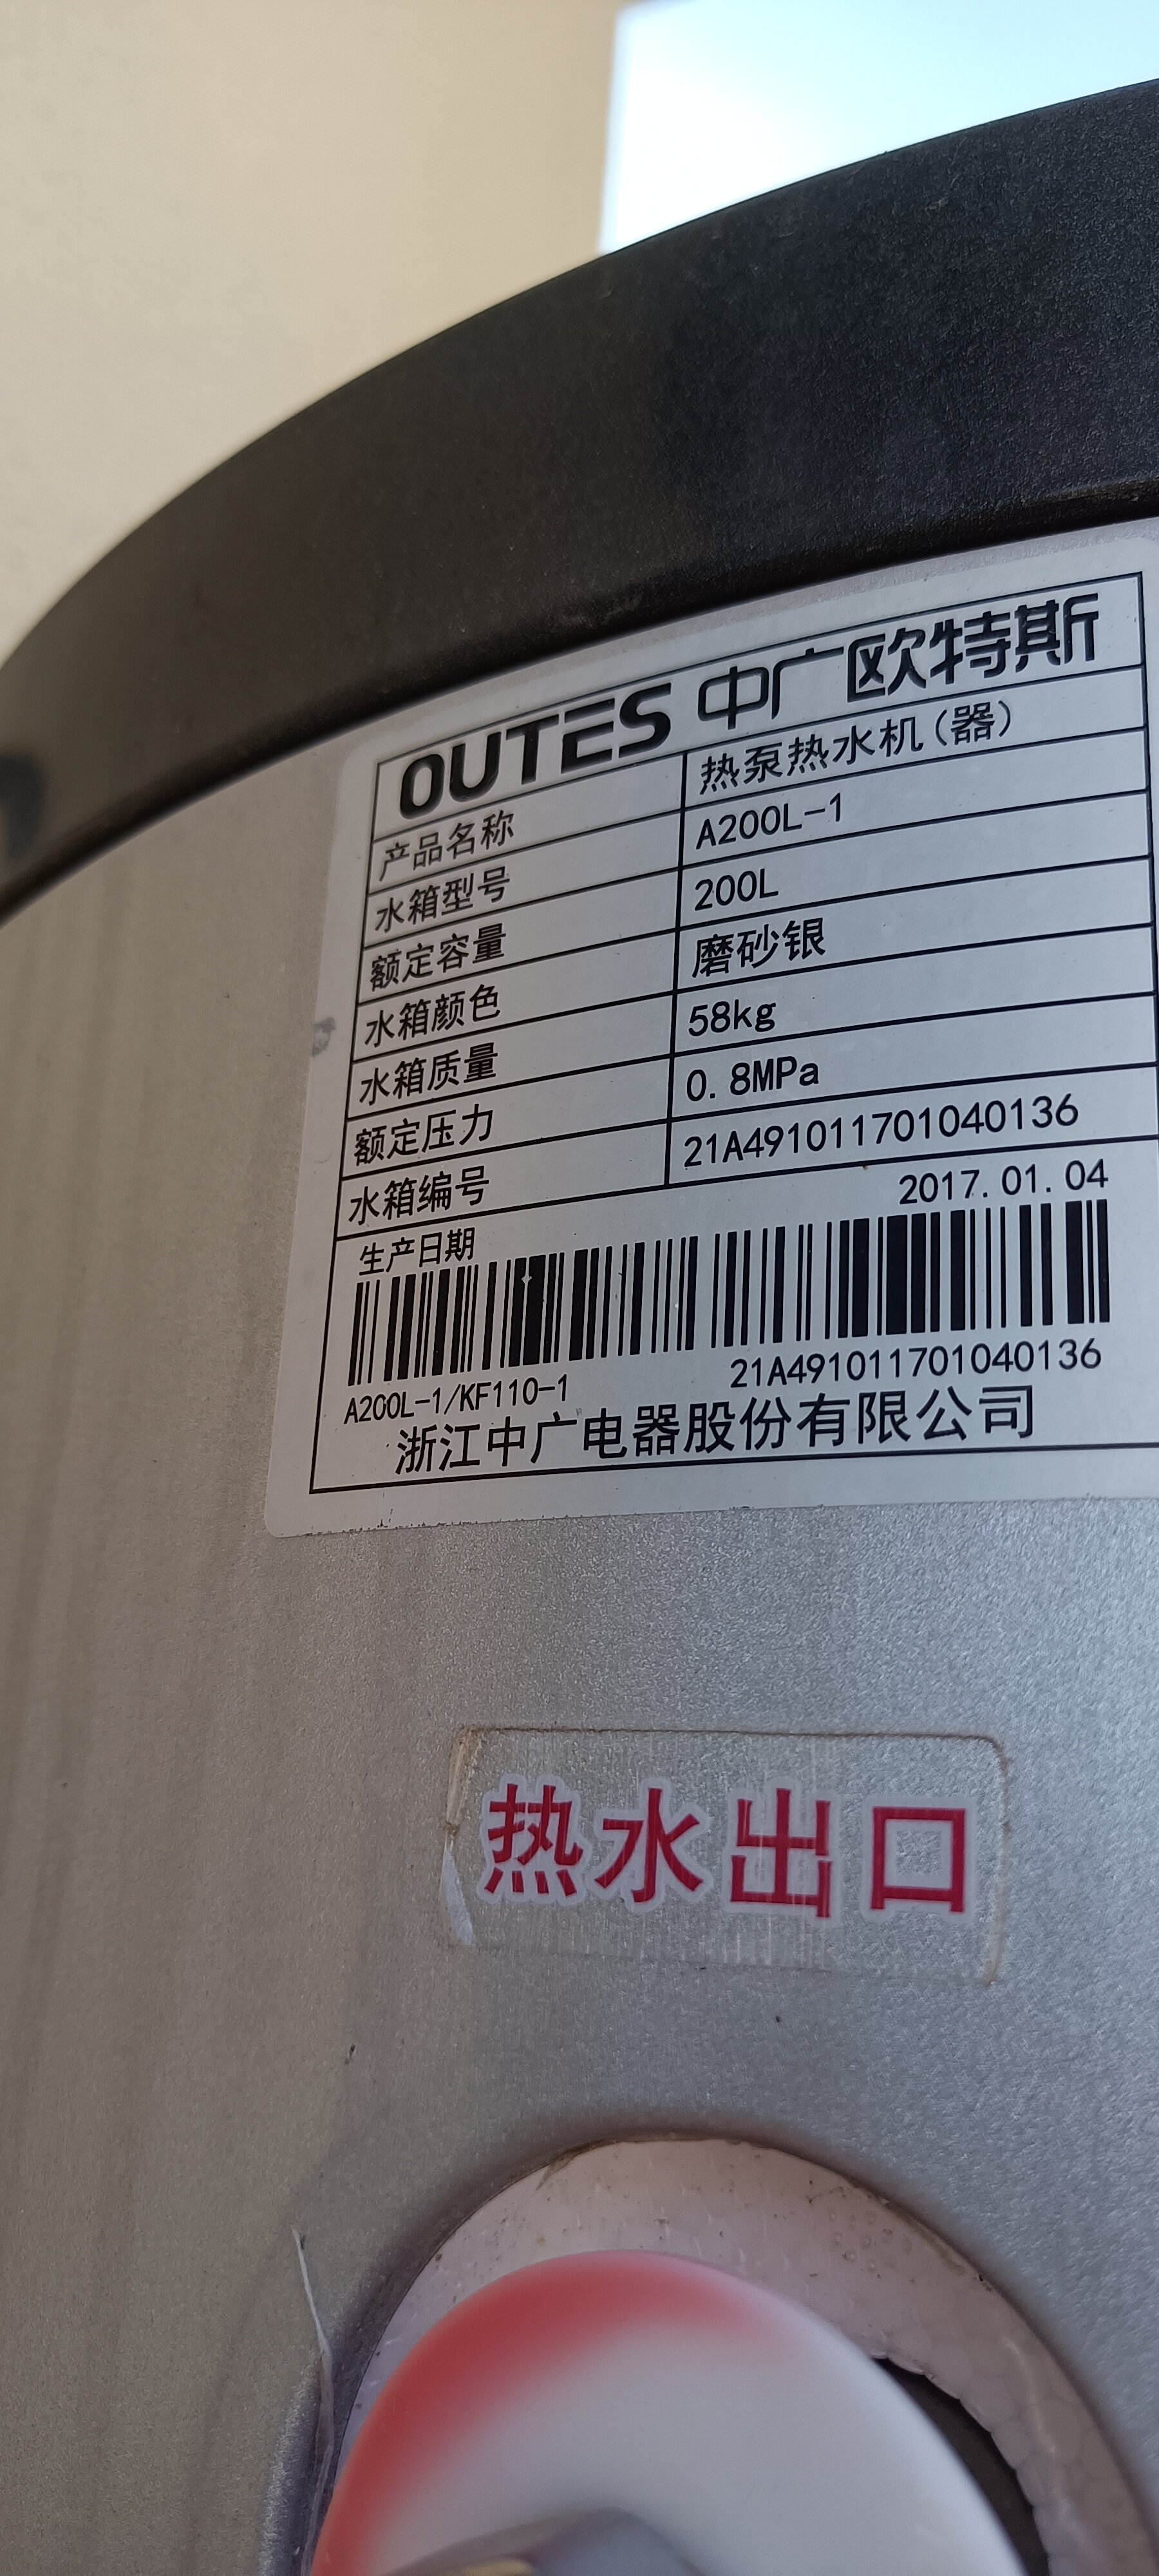 OUTES 中广欧特斯
产品名称 热泵热水机(器)
水箱型号 A200L-1
额定容量 200L
水箱颜色 磨砂银
水箱质量 58kg
额定压力 0.8MPa
水箱编号 21A491011701040136
生产日期 2017.01.04
A200L-1/KF110-1 21A491011701040136
浙江中广电器股份有限公司
热水出口